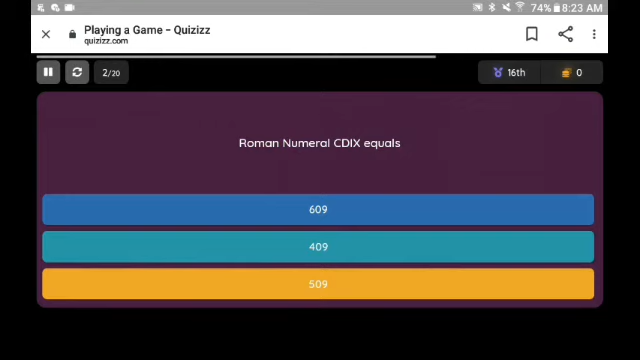 74% 8:23 AM
Playing a Game - Quizizz
quizizz.com
2/20
16th
0
Roman Numeral CDIX equals
609
409
509